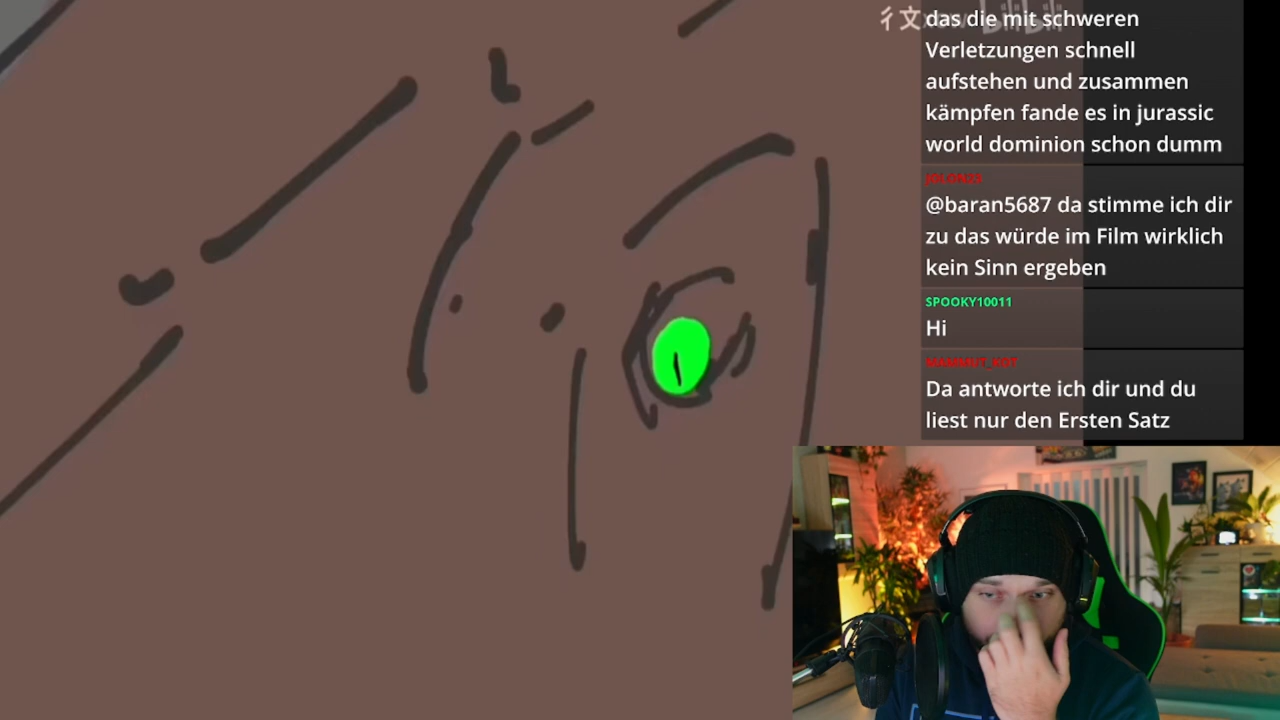 das die mit schweren
Verletzungen schnell
aufstehen und zusammen
kämpfen fande es in jurassic
world dominion schon dumm
@baran5687 da stimme ich dir
zu das würde im Film wirklich
kein Sinn ergeben
SPOOKY10011
Hi
MAMMUT_KOT
Da antworte ich dir und du
liest nur den Ersten Satz